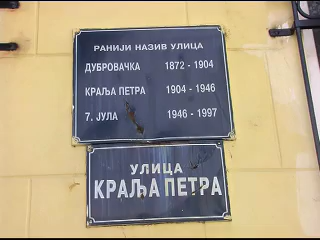 РАНИЈИ НАЗИВ УЛИЦА
ДУБРОВАЧКА 1872 - 1904
КРАЉА ПЕТРА 1904 - 1946
7. ЈУЛА 1946 - 1997
УЛИЦА
КРАЉА ПЕТРА